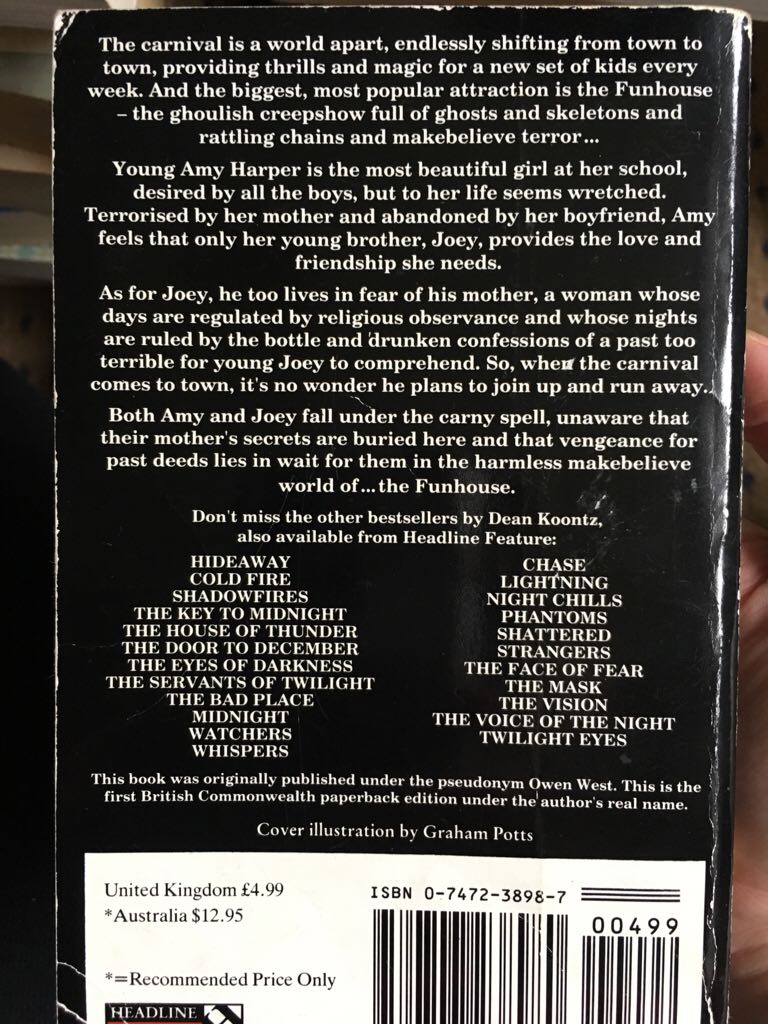 The carnival is a world apart, endlessly shifting from town to
town, providing thrills and magic for a new set of kids every
week. And the biggest, most popular attraction is the Funhouse
– the ghoulish creepshow full of ghosts and skeletons and
rattling chains and makebelieve terror...
Young Amy Harper is the most beautiful girl at her school,
desired by all the boys, but to her life seems wretched.
Terrorised by her mother and abandoned by her boyfriend, Amy
feels that only her young brother, Joey, provides the love and
friendship she needs.
As for Joey, he too lives in fear of his mother, a woman whose
days are regulated by religious observance and whose nights
are ruled by the bottle and drunken confessions of a past too
terrible for young Joey to comprehend. So, when the carnival
comes to town, it's no wonder he plans to join up and run away..
Both Amy and Joey fall under the carny spell, unaware that
their mother's secrets are buried here and that vengeance for
past deeds lies in wait for them in the harmless makebelieve
world of...the Funhouse.
Don't miss the other bestsellers by Dean Koontz,
also available from Headline Feature:
HIDEAWAY
COLD FIRE
SHADOWFIRES
THE KEY TO MIDNIGHT
THE HOUSE OF THUNDER
THE DOOR TO DECEMBER
THE EYES OF DARKNESS
THE SERVANTS OF TWILIGHT
THE BAD PLACE
MIDNIGHT
WATCHERS
WHISPERS
CHASE
LIGHTNING
NIGHT CHILLS
PHANTOMS
SHATTERED
STRANGERS
THE FACE OF FEAR
THE MASK
THE VISION
THE VOICE OF THE NIGHT
TWILIGHT EYES
This book was originally published under the pseudonym Owen West. This is the
first British Commonwealth paperback edition under the author's real name.
Cover illustration by Graham Potts
United Kingdom £4.99
*Australia $12.95
*=Recommended Price Only
HEADLINE
ISBN 0-7472-3898-7
00499